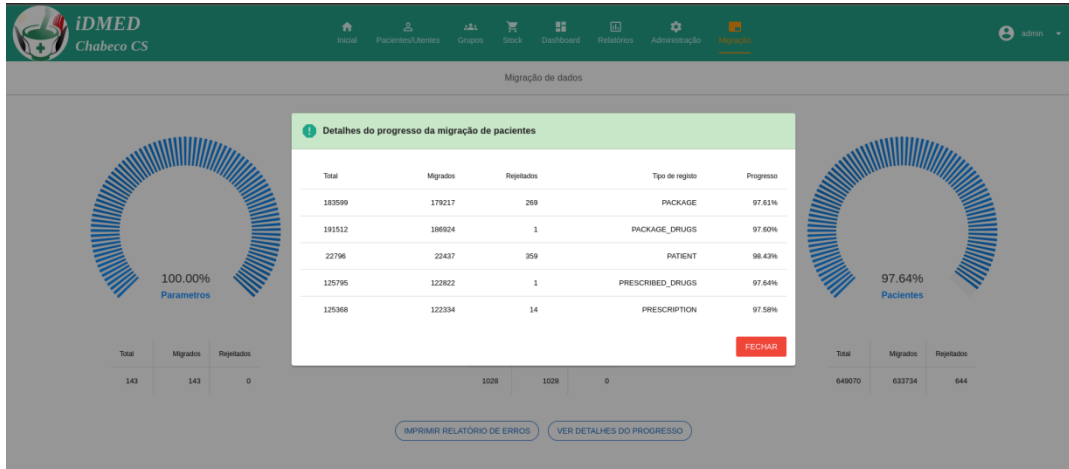 iDMED
Chabeco CS
Inicial Pacientes/Utentes Grupos Stock Dashboard Relatórios Administração Migração
admin
Migração de dados
Detalhes do progresso da migração de pacientes
Total Migrados Rejeitados Tipo de registo Progresso
183599 179217 269 PACKAGE 97.61%
191512 186924 1 PACKAGE_DRUGS 97.60%
22796 22437 359 PATIENT 98.43%
125795 122822 1 PRESCRIBED_DRUGS 97.64%
125368 122334 14 PRESCRIPTION 97.58%
FECHAR
100.00%
Parametros
97.64%
Pacientes
Total Migrados Rejeitados
143 143 0
1028 1028 0
Total Migrados Rejeitados
649070 633734 644
IMPRIMIR RELATÓRIO DE ERROS
VER DETALHES DO PROGRESSO